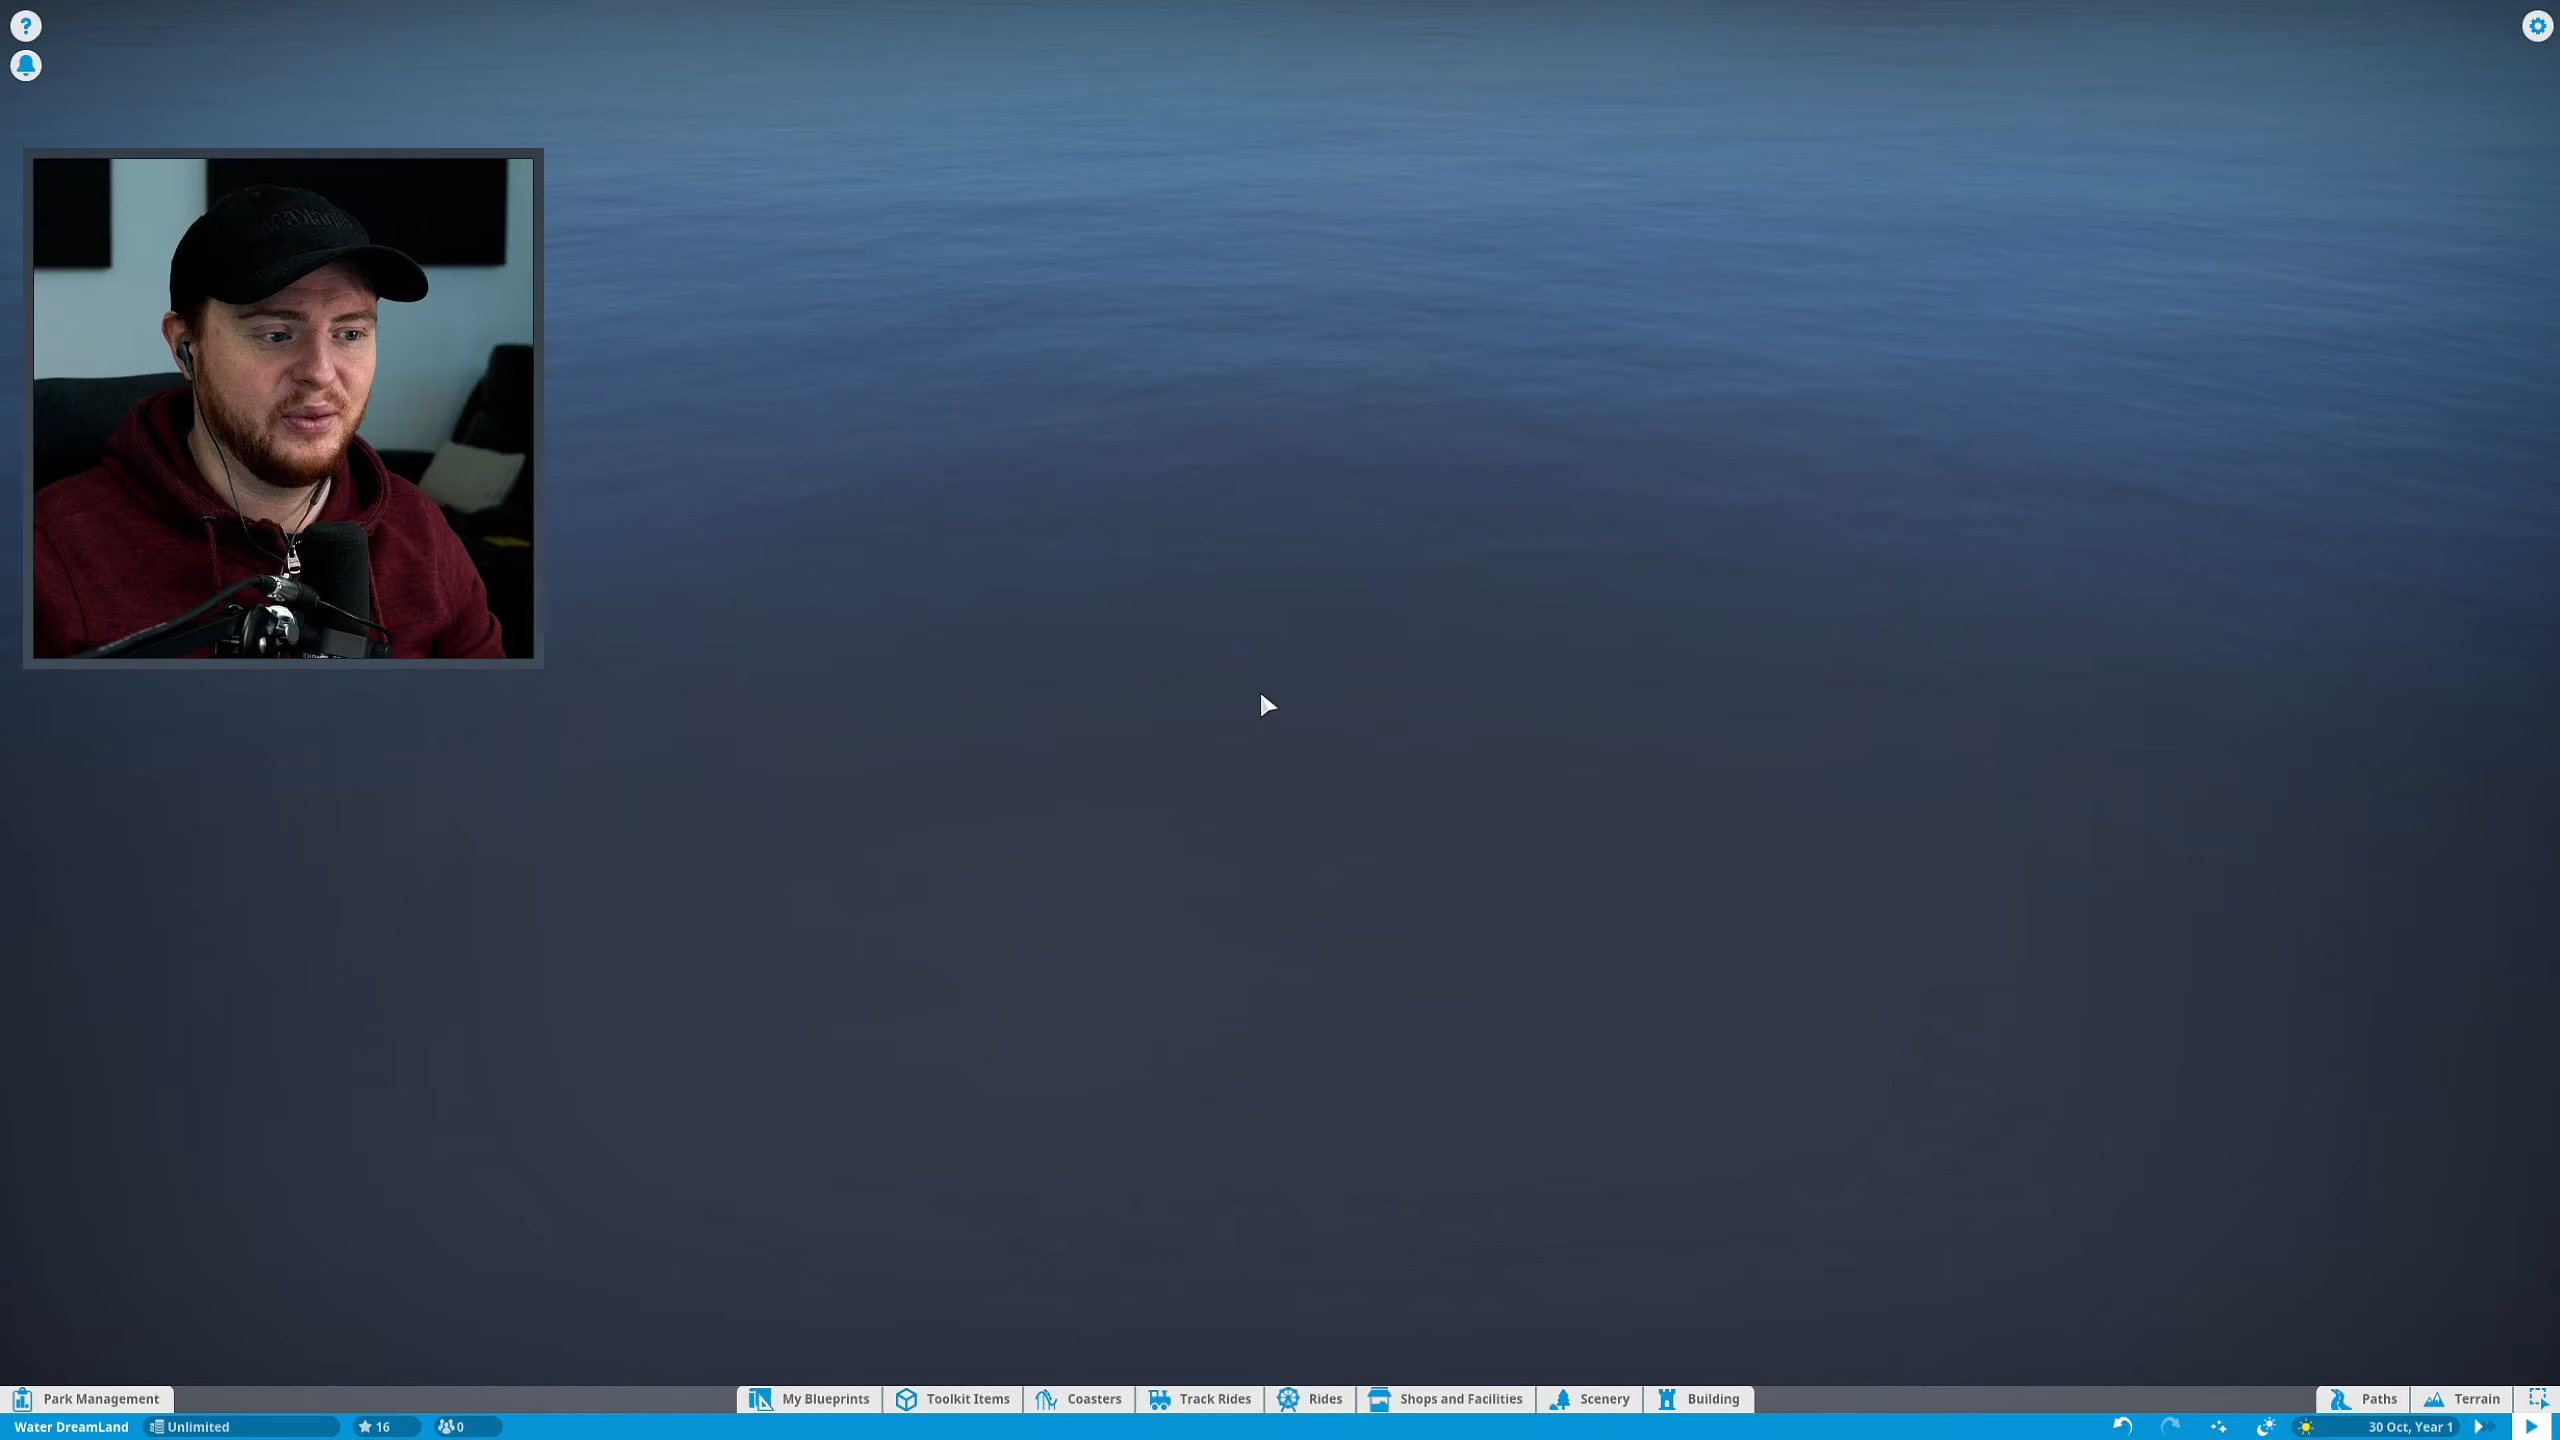 Park Management
My Blueprints
Toolkit Items
Coasters
Track Rides
Rides
Shops and Facilities
Scenery
Building
Paths
Terrain
Water DreamLand
Unlimited
16
0
30 Oct, Year 1